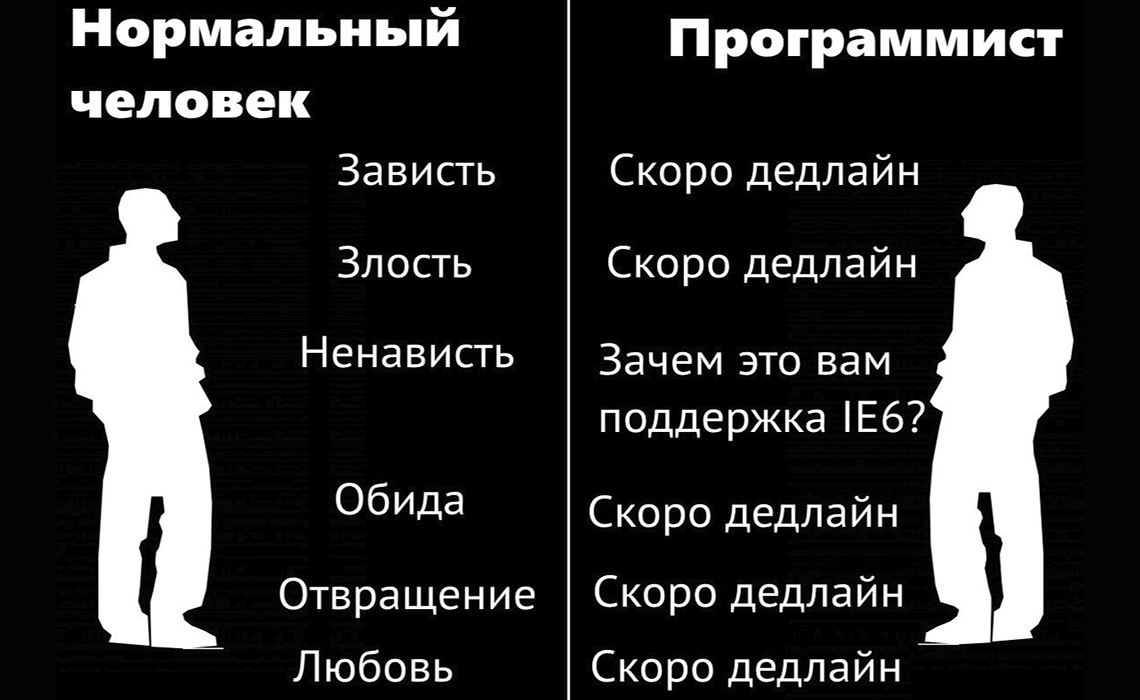 Нормальный
человек
Зависть
Злость
Ненависть
Обида
Отвращение
Любовь
Программист
Скоро дедлайн
Скоро дедлайн
Зачем это вам
поддержка IE6?
Скоро дедлайн
Скоро дедлайн
Скоро дедлайн